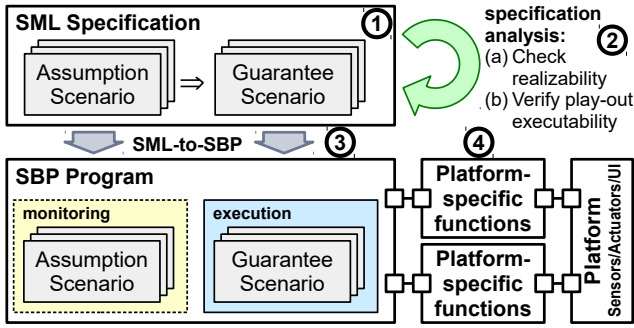 SML Specification
1
Assumption
Scenario
⇒
Guarantee
Scenario
specification
analysis:
2
(a) Check
realizability
(b) Verify play-out
executability
SML-to-SBP
3
4
SBP Program
monitoring
Assumption
Scenario
execution
Guarantee
Scenario
Platform-
specific
functions
Platform-
specific
functions
Platform
Sensors/Actuators/UI